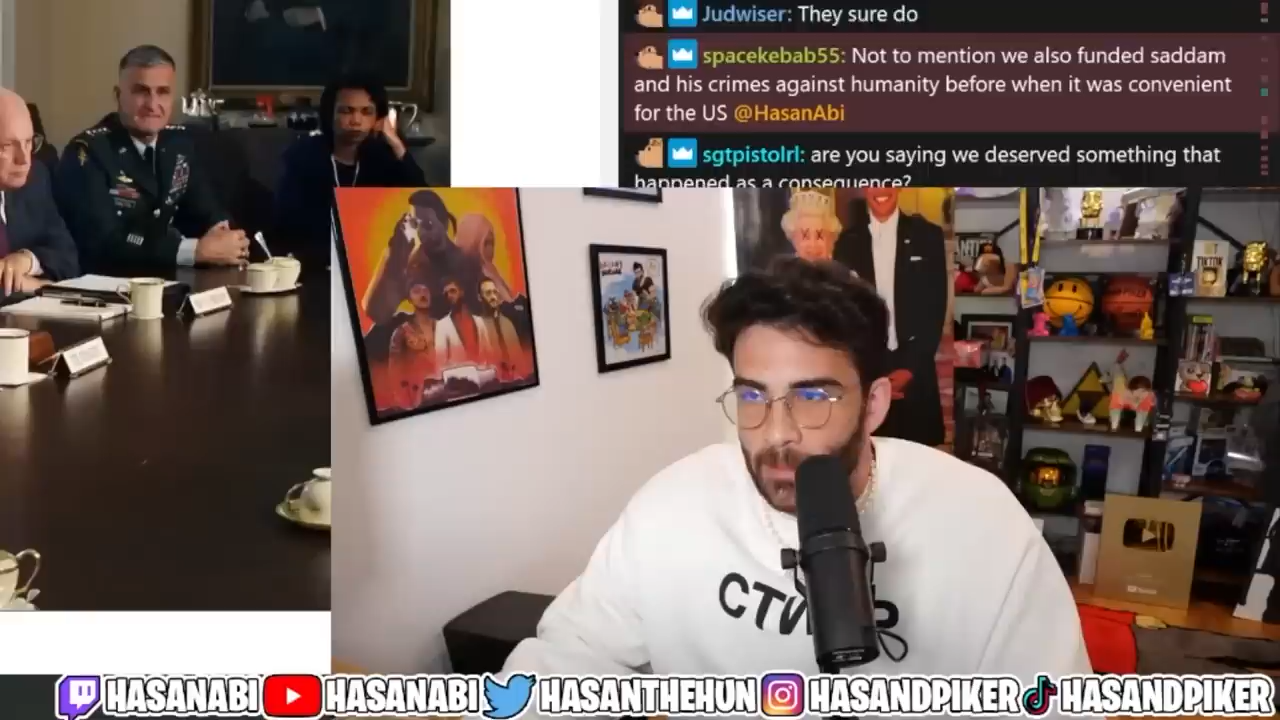 Judwiser: They sure do
spacekebab55: Not to mention we also funded saddam
and his crimes against humanity before when it was convenient
for the US @HasanAbi
sgtpistolrl: are you saying we deserved something that
happened as a consequence?
HASANABI HASANABI HASANTHEHUN HASANDPIKER HASANDPIKER